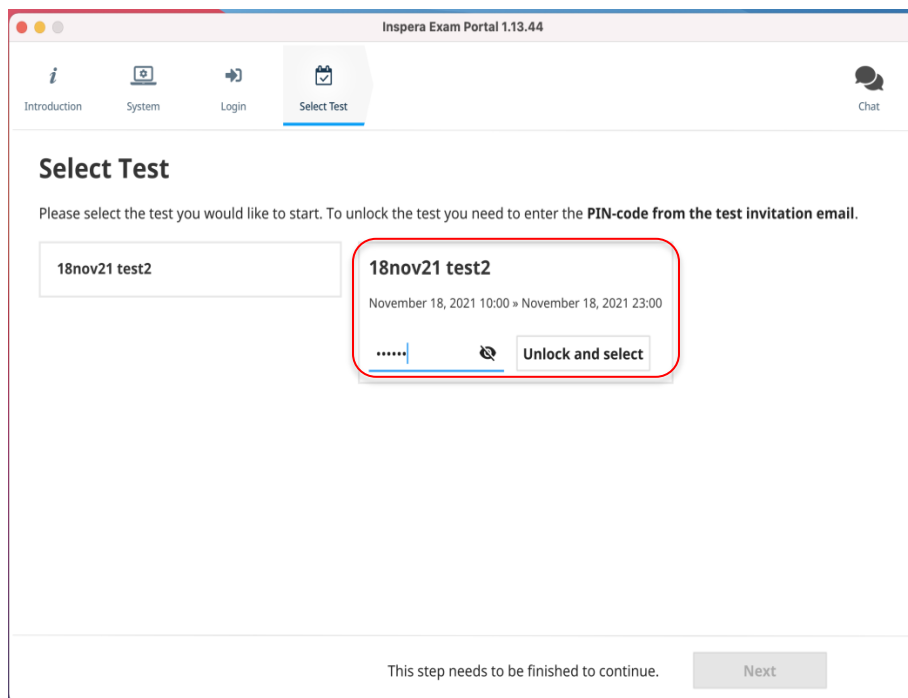 Inspera Exam Portal 1.13.44
Introduction
System
Login
Select Test
Chat
Select Test
Please select the test you would like to start. To unlock the test you need to enter the PIN-code from the test invitation email.
18nov21 test2
18nov21 test2
November 18, 2021 10:00 » November 18, 2021 23:00
••••••
Unlock and select
This step needs to be finished to continue.
Next